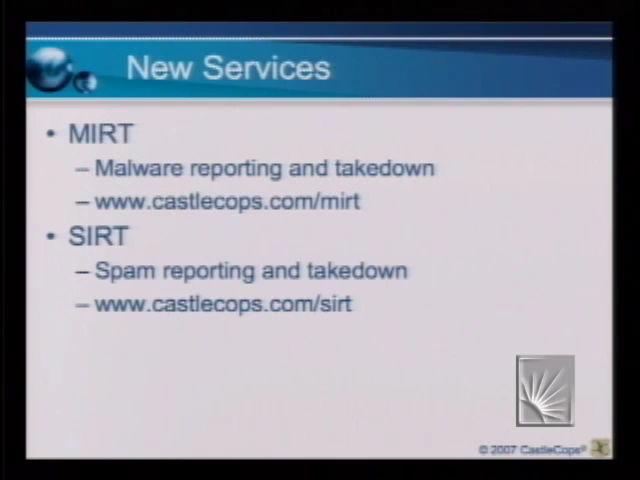 New Services
• MIRT
– Malware reporting and takedown
– www.castlecops.com/mirt
• SIRT
– Spam reporting and takedown
– www.castlecops.com/sirt
© 2007 CastleCops®